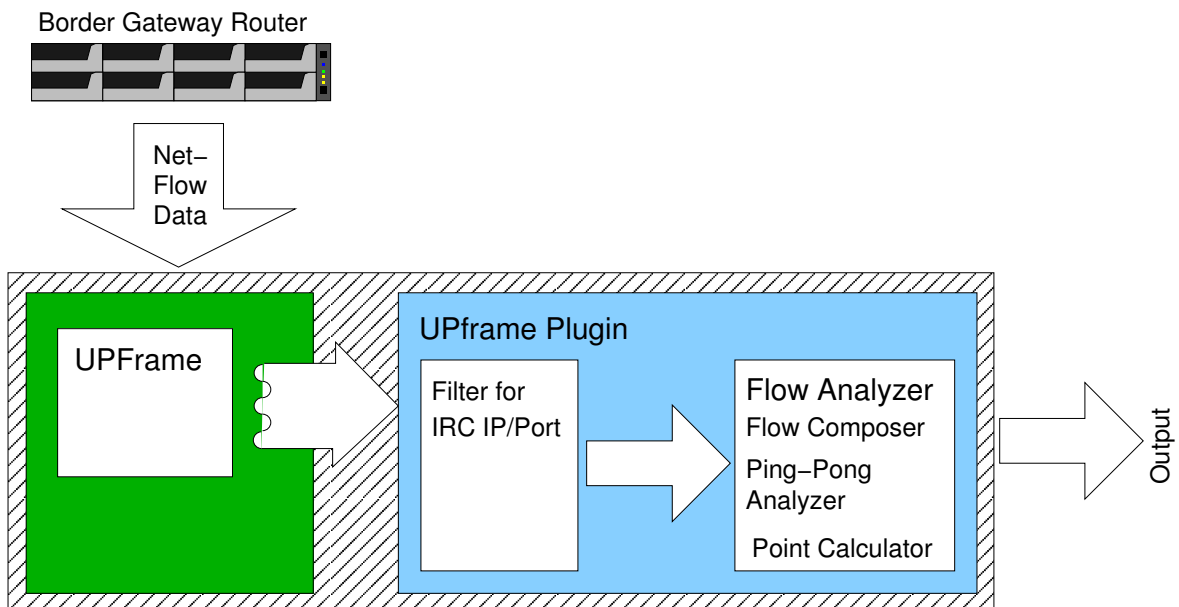 Border Gateway Router
Net−
Flow
Data
UPFrame
UPframe Plugin
Filter for
IRC IP/Port
Flow Analyzer
Flow Composer
Ping−Pong
Analyzer
Point Calculator
Output